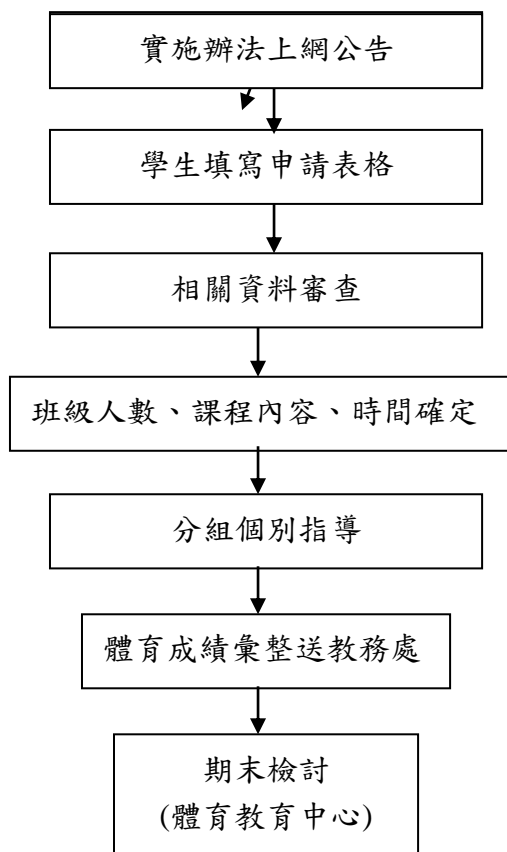 實施辦法上網公告
學生填寫申請表格
相關資料審查
班級人數、課程內容、時間確定
分組個別指導
體育成績彙整送教務處
期末檢討
(體育教育中心)